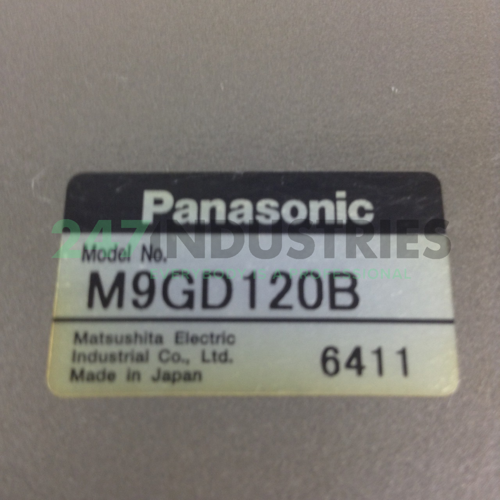 Panasonic
247INDUSTRIES
Model No.
M9GD120B
Matsushita Electric
Industrial Co., Ltd.
Made in Japan
6411